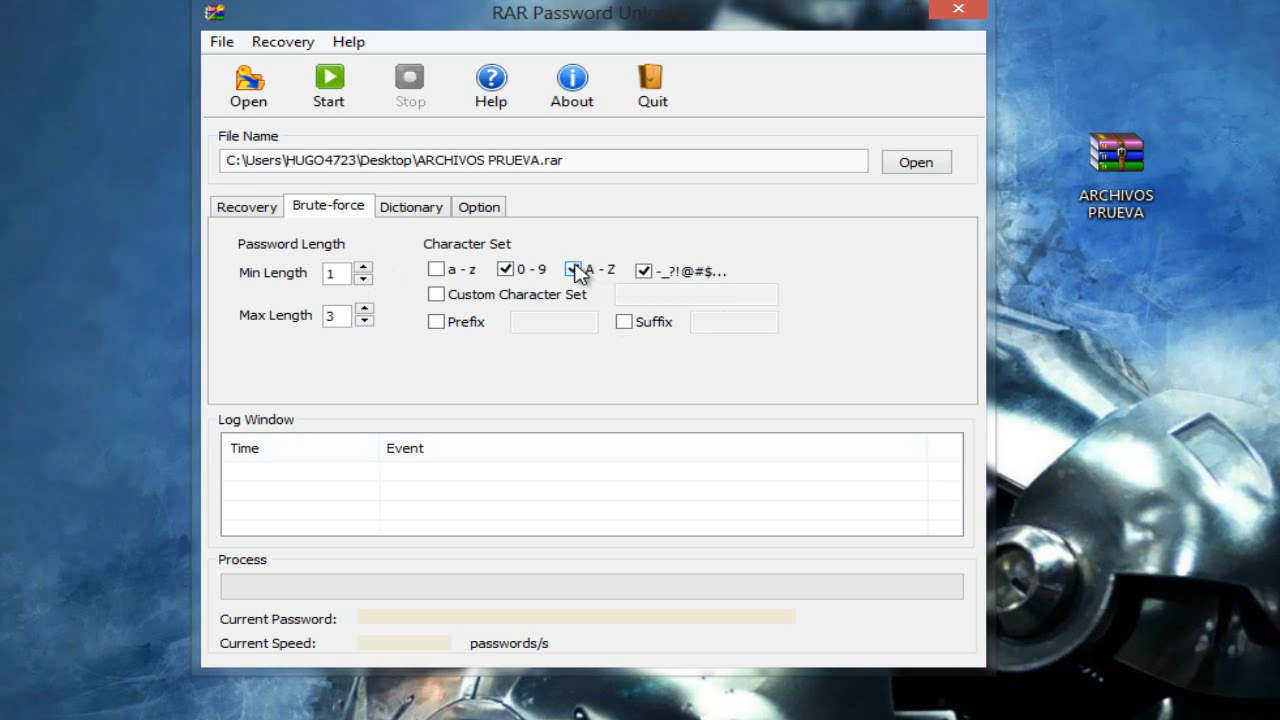 RAR Password Unlocker
File Recovery Help
Open Start Stop Help About Quit
File Name
C:\Users\HUGO4723\Desktop\ARCHIVOS PRUEVA.rar Open
Recovery Brute-force Dictionary Option
Password Length Character Set
Min Length 1 a - z 0 - 9 A - Z -_?!@#$...
Custom Character Set
Max Length 3 Prefix Suffix
Log Window
Time Event
Process
Current Password:
Current Speed: passwords/s
ARCHIVOS
PRUEVA